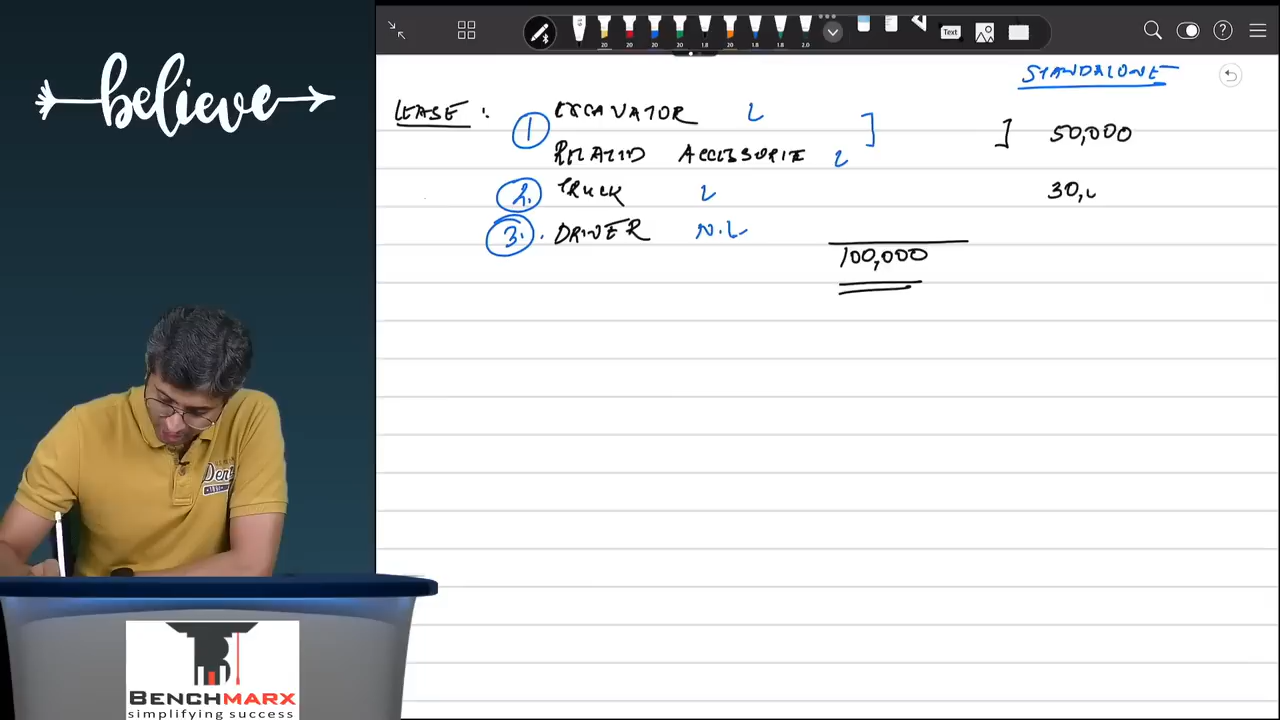 believe
Text
STANDALONE
LEASE : 1 EXCAVATOR L ] ] 50,000
RELATED ACCESSORIE L
2. TRUCK L 30,
3. DRIVER N.L
100,000
BENCHMARX
simplifying success